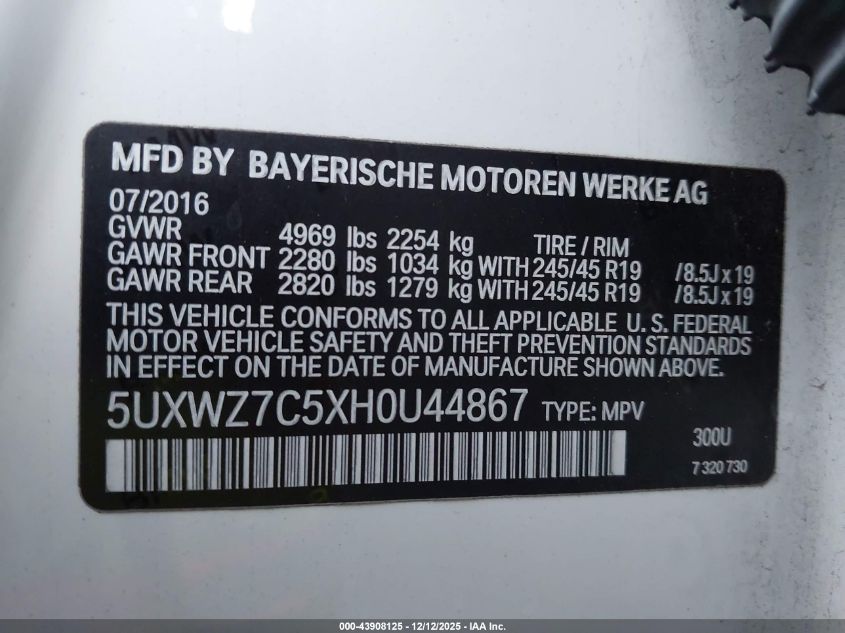 MFD BY BAYERISCHE MOTOREN WERKE AG
07/2016
GVWR 4969 lbs 2254 kg TIRE / RIM
GAWR FRONT 2280 lbs 1034 kg WITH 245/45 R19 /8.5J x 19
GAWR REAR 2820 lbs 1279 kg WITH 245/45 R19 /8.5J x 19
THIS VEHICLE CONFORMS TO ALL APPLICABLE U. S. FEDERAL
MOTOR VEHICLE SAFETY AND THEFT PREVENTION STANDARDS
IN EFFECT ON THE DATE OF MANUFACTURE SHOWN ABOVE.
5UXWZ7C5XH0U44867 TYPE: MPV
300U
7 320 730
000-43908125 - 12/12/2025 - IAA Inc.